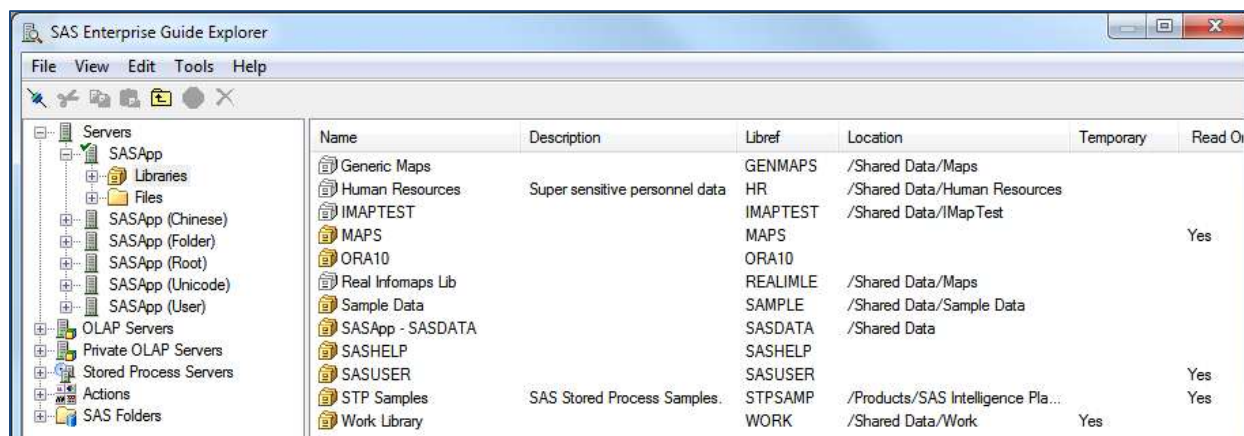 SAS Enterprise Guide Explorer
File View Edit Tools Help
Servers
SASApp
Libraries
Files
SASApp (Chinese)
SASApp (Folder)
SASApp (Root)
SASApp (Unicode)
SASApp (User)
OLAP Servers
Private OLAP Servers
Stored Process Servers
Actions
SAS Folders
Name Description Libref Location Temporary Read O
Generic Maps GENMAPS /Shared Data/Maps
Human Resources Super sensitive personnel data HR /Shared Data/Human Resources
IMAPTEST IMAPTEST /Shared Data/IMapTest
MAPS MAPS Yes
ORA10 ORA10
Real Infomaps Lib REALIMLE /Shared Data/Maps
Sample Data SAMPLE /Shared Data/Sample Data
SASApp - SASDATA SASDATA /Shared Data
SASHELP SASHELP
SASUSER SASUSER Yes
STP Samples SAS Stored Process Samples. STPSAMP /Products/SAS Intelligence Pla... Yes
Work Library WORK /Shared Data/Work Yes